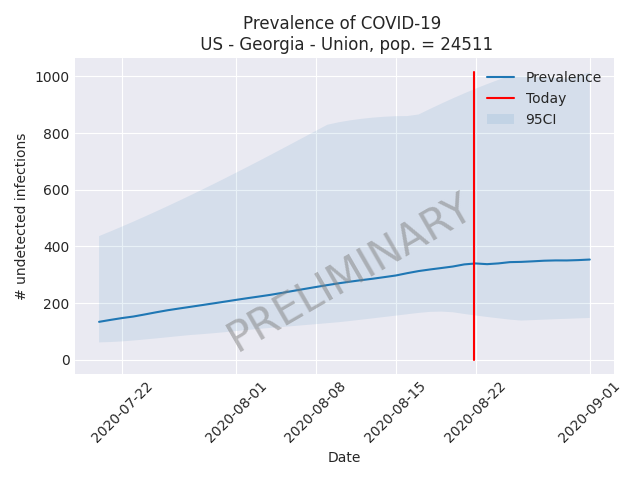 Prevalence of COVID-19
US - Georgia - Union, pop. = 24511
1000
800
600
400
200
0
# undetected infections
Prevalence
Today
95CI
PRELIMINARY
2020-07-22
2020-08-01
2020-08-08
2020-08-15
2020-08-22
2020-09-01
Date